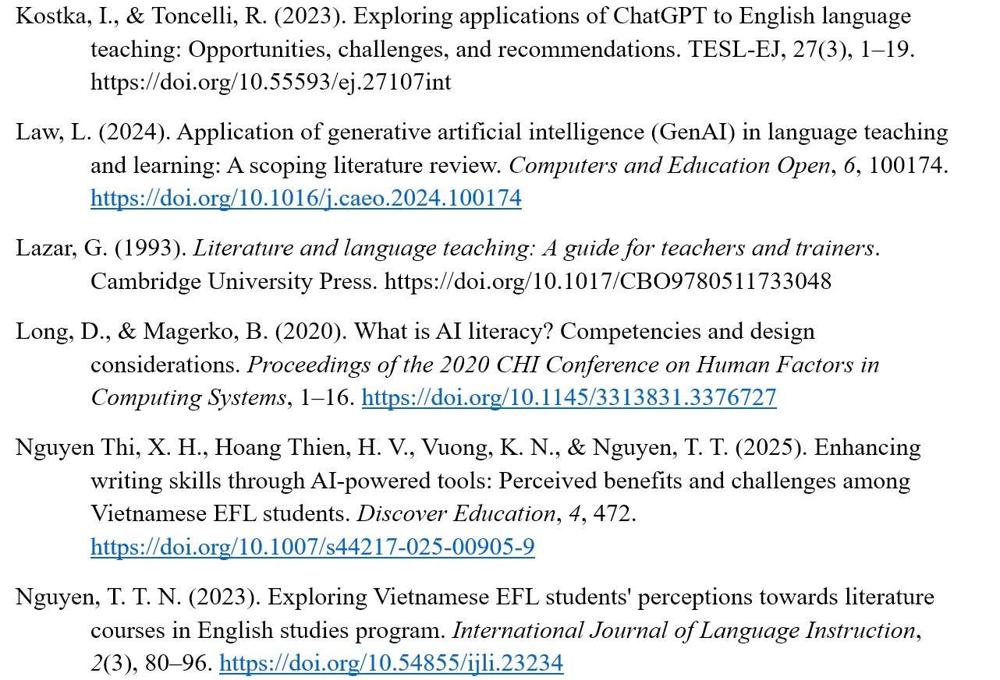 Kostka, I., & Toncelli, R. (2023). Exploring applications of ChatGPT to English language
teaching: Opportunities, challenges, and recommendations. TESL-EJ, 27(3), 1–19.
https://doi.org/10.55593/ej.27107int
Law, L. (2024). Application of generative artificial intelligence (GenAI) in language teaching
and learning: A scoping literature review. Computers and Education Open, 6, 100174.
https://doi.org/10.1016/j.caeo.2024.100174
Lazar, G. (1993). Literature and language teaching: A guide for teachers and trainers.
Cambridge University Press. https://doi.org/10.1017/CBO9780511733048
Long, D., & Magerko, B. (2020). What is AI literacy? Competencies and design
considerations. Proceedings of the 2020 CHI Conference on Human Factors in
Computing Systems, 1–16. https://doi.org/10.1145/3313831.3376727
Nguyen Thi, X. H., Hoang Thien, H. V., Vuong, K. N., & Nguyen, T. T. (2025). Enhancing
writing skills through AI-powered tools: Perceived benefits and challenges among
Vietnamese EFL students. Discover Education, 4, 472.
https://doi.org/10.1007/s44217-025-00905-9
Nguyen, T. T. N. (2023). Exploring Vietnamese EFL students' perceptions towards literature
courses in English studies program. International Journal of Language Instruction,
2(3), 80–96. https://doi.org/10.54855/ijli.23234